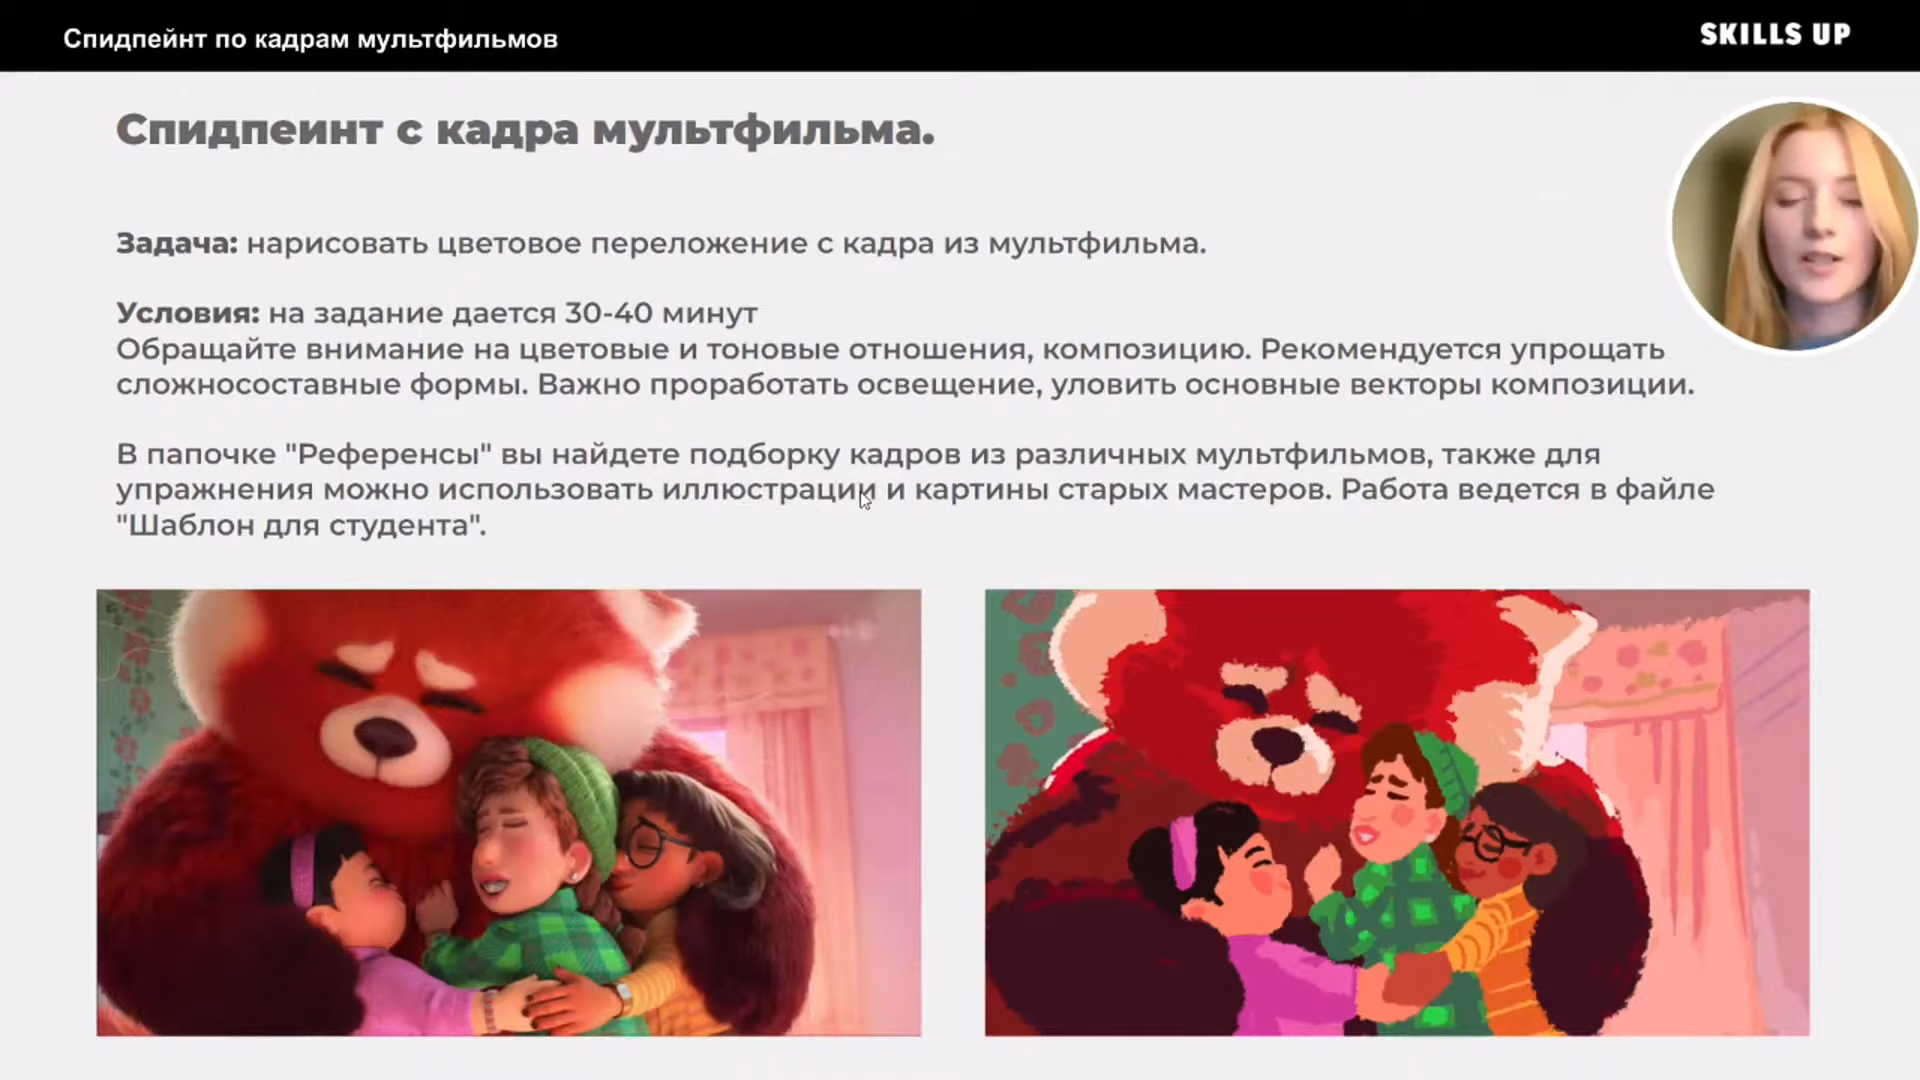 Спидпейнт по кадрам мультфильмов
SKILLS UP
Спидпеинт с кадра мультфильма.
Задача: нарисовать цветовое переложение с кадра из мультфильма.
Условия: на задание дается 30-40 минут
Обращайте внимание на цветовые и тоновые отношения, композицию. Рекомендуется упрощать
сложносоставные формы. Важно проработать освещение, уловить основные векторы композиции.
В папочке "Референсы" вы найдете подборку кадров из различных мультфильмов, также для
упражнения можно использовать иллюстрации и картины старых мастеров. Работа ведется в файле
"Шаблон для студента".